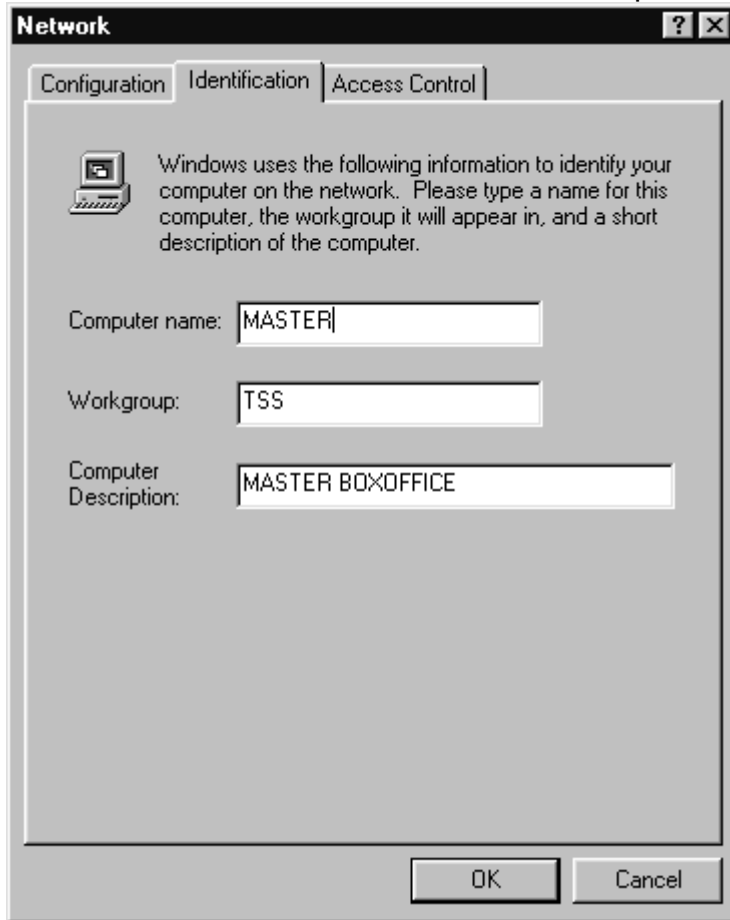 Network
Configuration Identification Access Control
Windows uses the following information to identify your
computer on the network. Please type a name for this
computer, the workgroup it will appear in, and a short
description of the computer.
Computer name: MASTER
Workgroup: TSS
Computer
Description: MASTER BOXOFFICE
OK Cancel